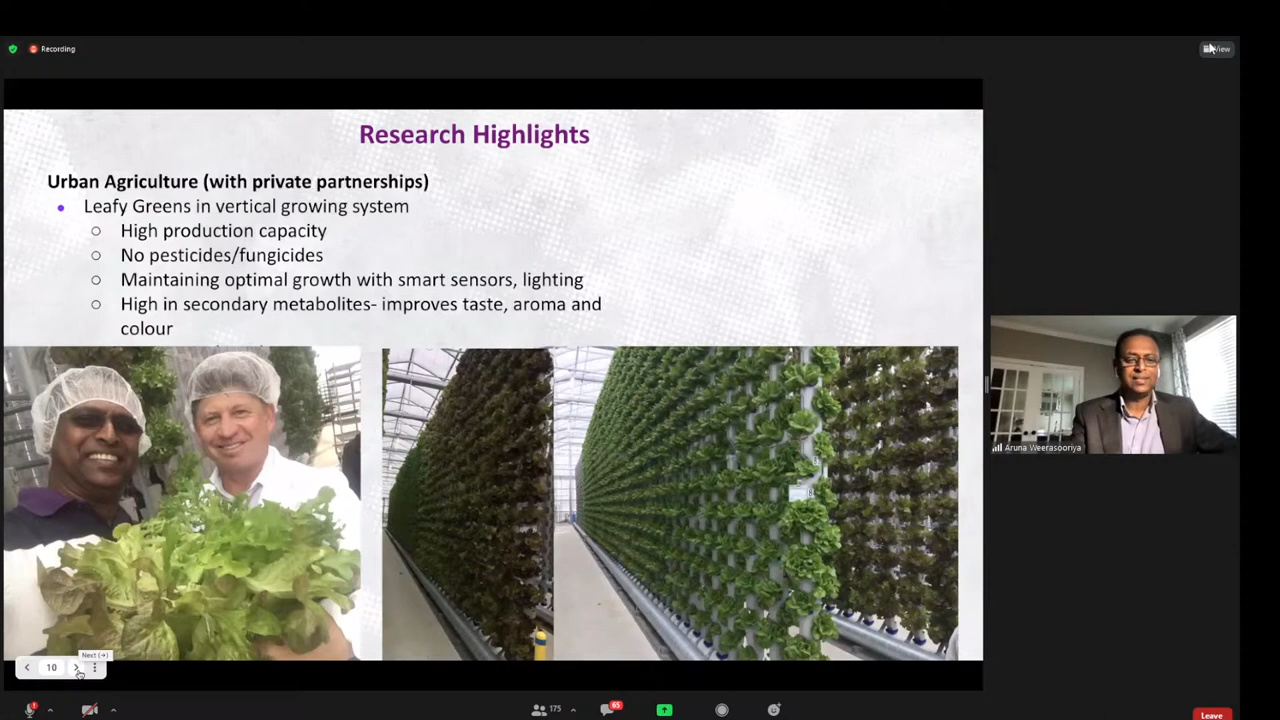 Recording
View
Research Highlights
Urban Agriculture (with private partnerships)
Leafy Greens in vertical growing system
High production capacity
No pesticides/fungicides
Maintaining optimal growth with smart sensors, lighting
High in secondary metabolites- improves taste, aroma and
colour
Aruna Weerasooriya
Next (→)
10
175
65
Leave